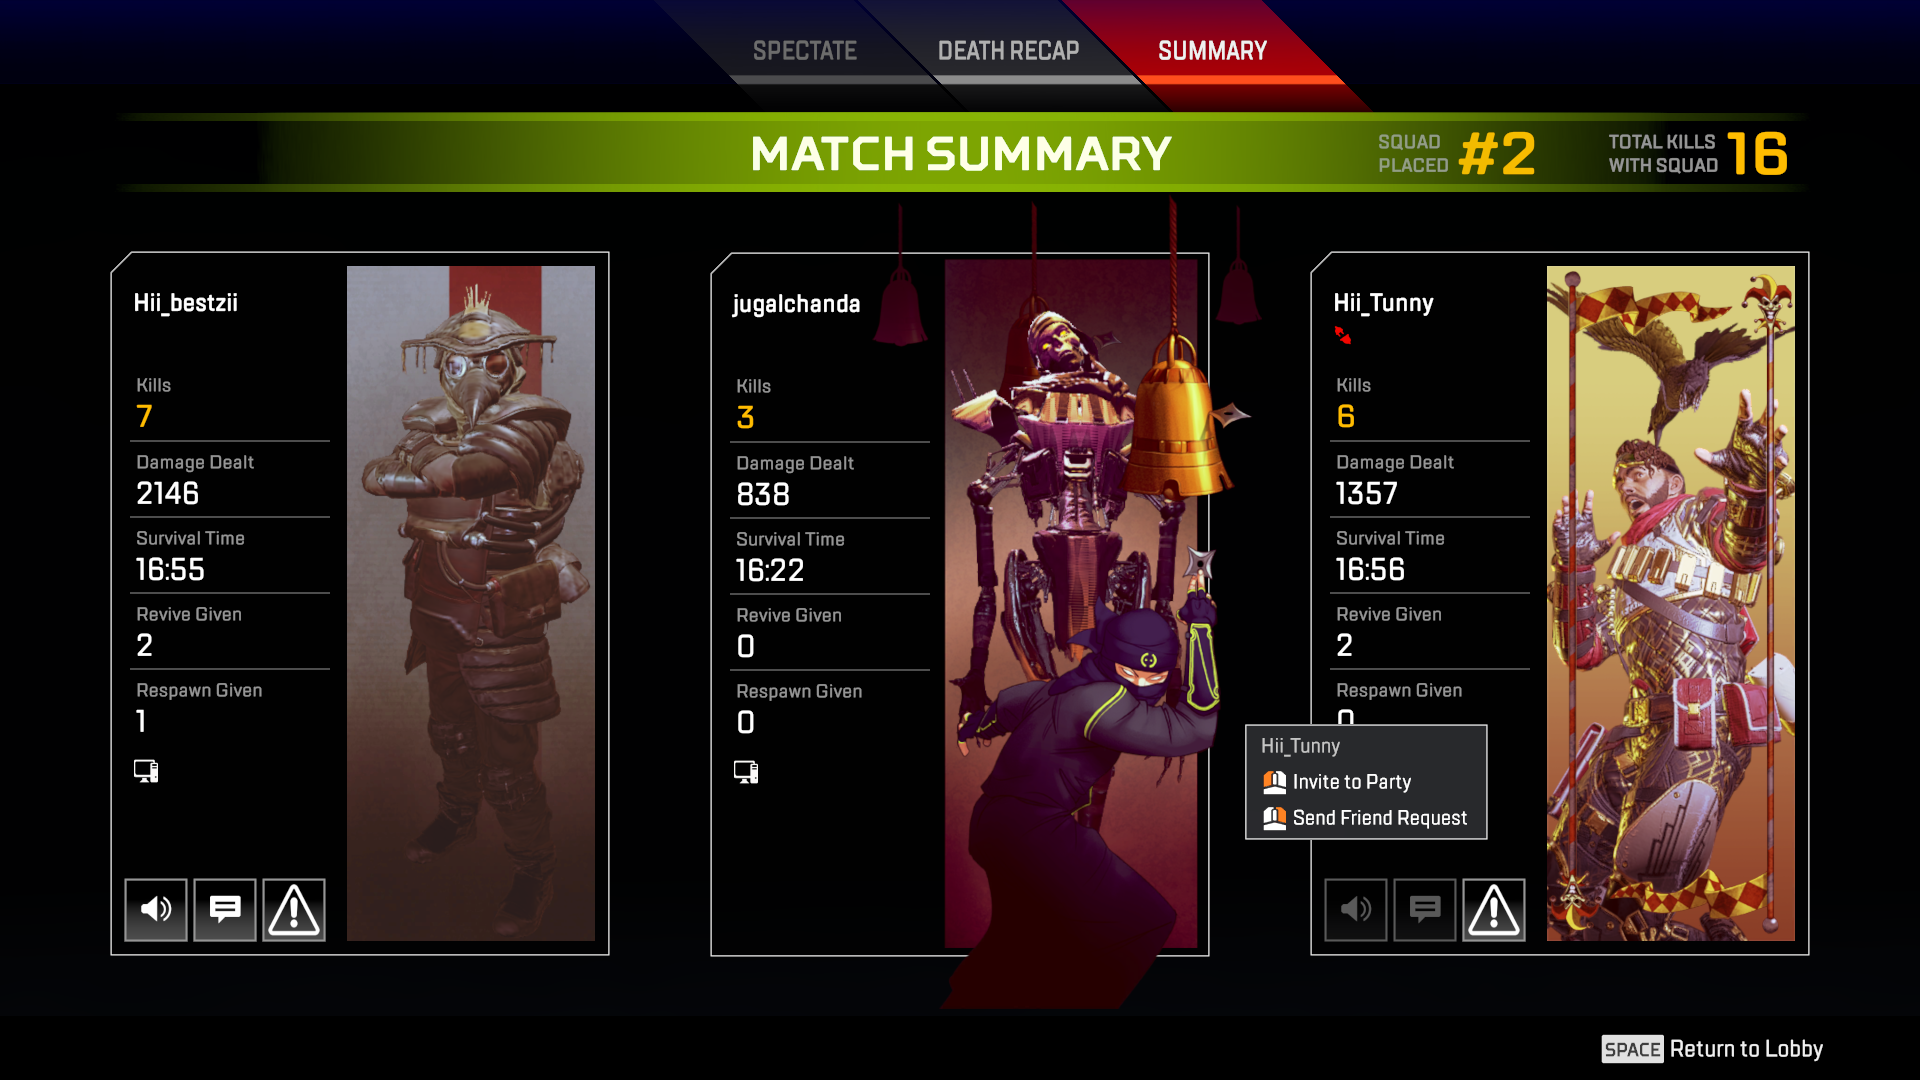 SPECTATE
DEATH RECAP
SUMMARY
MATCH SUMMARY
SQUAD
PLACED
#2
TOTAL KILLS
WITH SQUAD
16
Hii_bestzii
Kills
7
Damage Dealt
2146
Survival Time
16:55
Revive Given
2
Respawn Given
1
jugalchanda
Kills
3
Damage Dealt
838
Survival Time
16:22
Revive Given
0
Respawn Given
0
Hii_Tunny
Kills
6
Damage Dealt
1357
Survival Time
16:56
Revive Given
2
Respawn Given
0
Hii_Tunny
Invite to Party
Send Friend Request
SPACE Return to Lobby